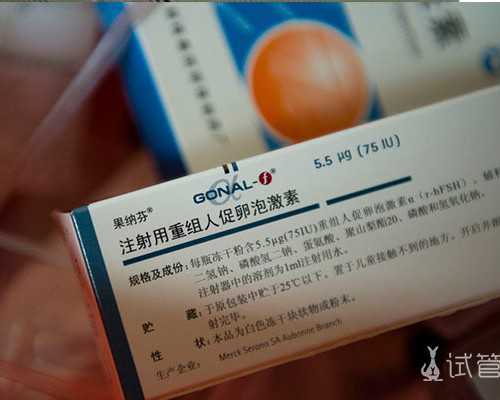 素
5.5 μg (75 IU)
GONAL-f®
果纳芬®
注射用重组人促卵泡激素
规格及成份：每瓶冻干粉含5.5μg(75IU)重组人促卵泡激素α (r-hFSH)，辅料
二氢钠、磷酸氢二钠、蛋氨酸、聚山梨酯20、磷酸和氢氧化钠。
注射器中的溶剂为1ml注射用水。
贮 藏：于原包装中贮于25℃以下，置于儿童接触不到的地方，开启后
射完毕。
性 状：本品为白色冻干块状物或粉末。
生产企业： Merck Serono SA Aubonne Branch
试管